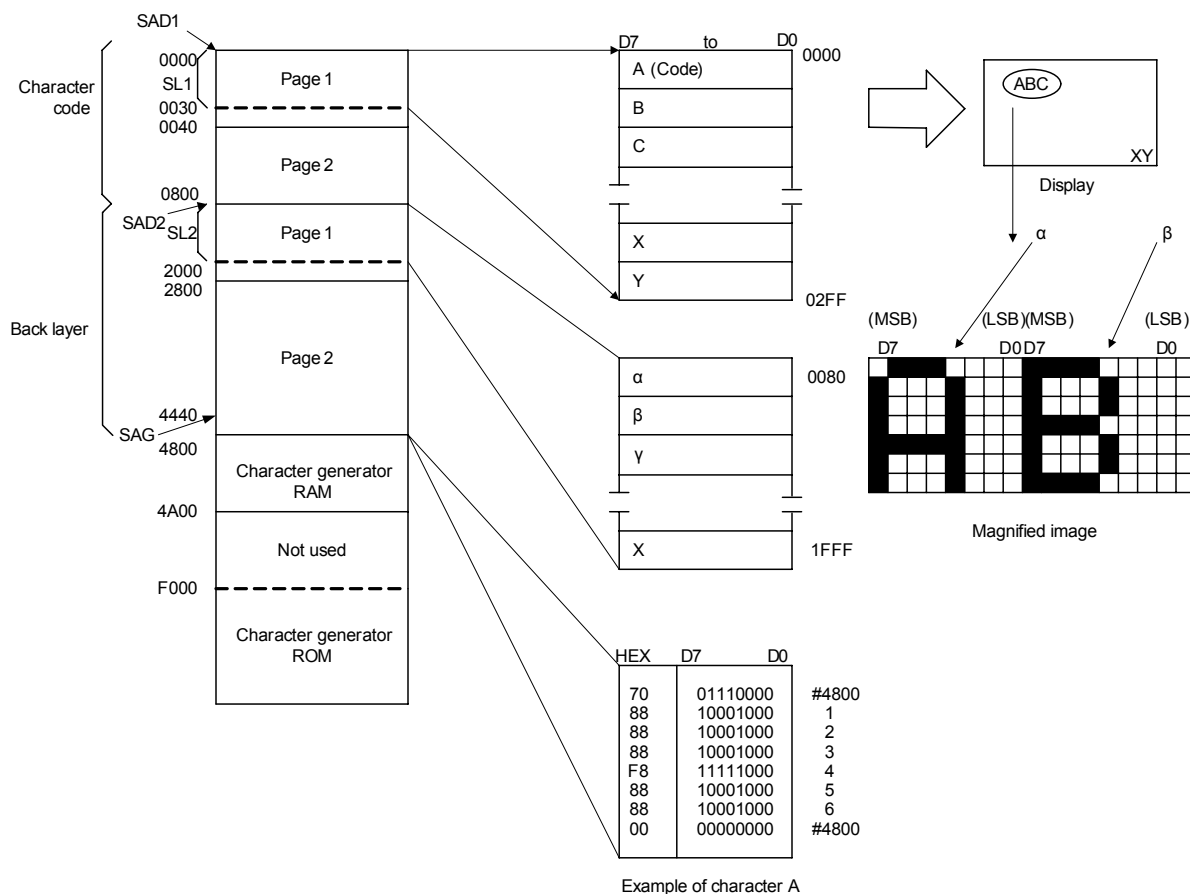 SAD1
Character
code
0000
SL1
0030
0040
Page 1
Page 2
0800
SAD2
SL2
Page 1
2000
2800
Back layer
Page 2
4440
SAG
4800
Character generator
RAM
4A00
Not used
F000
Character generator
ROM
D7 to D0
0000
A (Code)
B
C
X
Y
02FF
α
0080
β
γ
X
1FFF
HEX D7 D0
70 01110000 #4800
88 10001000 1
88 10001000 2
88 10001000 3
F8 11111000 4
88 10001000 5
88 10001000 6
00 00000000 #4800
Example of character A
ABC
XY
Display
α β
(MSB) (LSB)(MSB) (LSB)
D7 D0 D7 D0
Magnified image